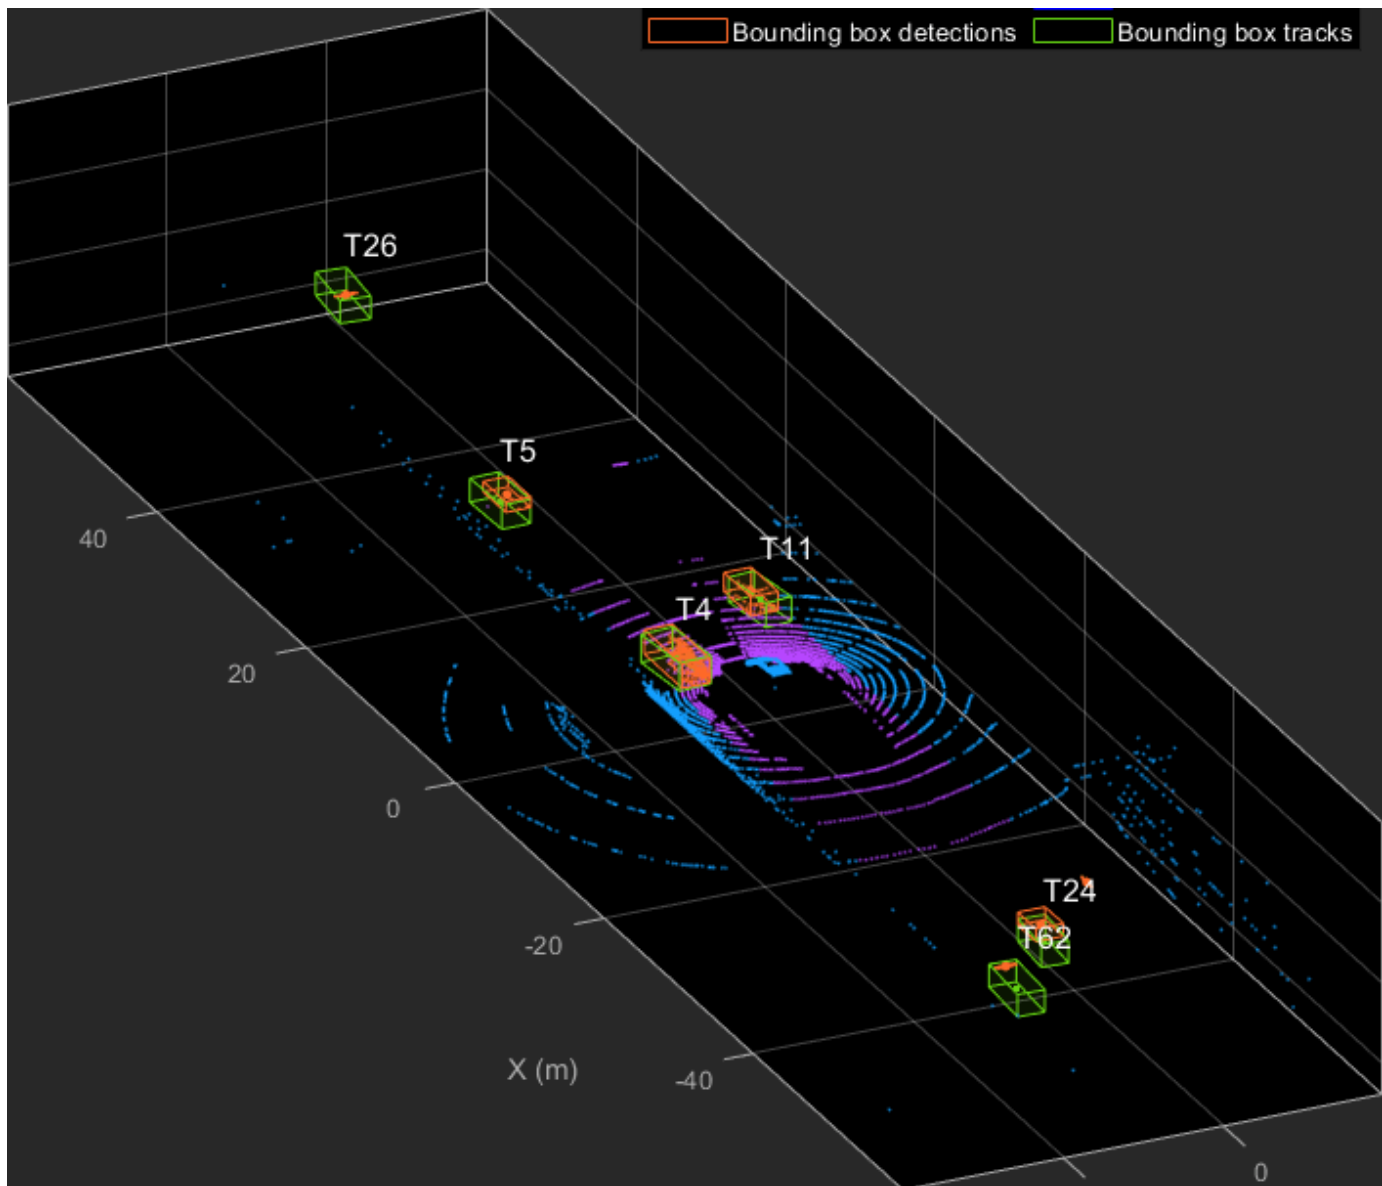 Bounding box detections
Bounding box tracks
T26
T5
40
T11
T4
20
0
T24
T62
-20
X (m)
-40
0